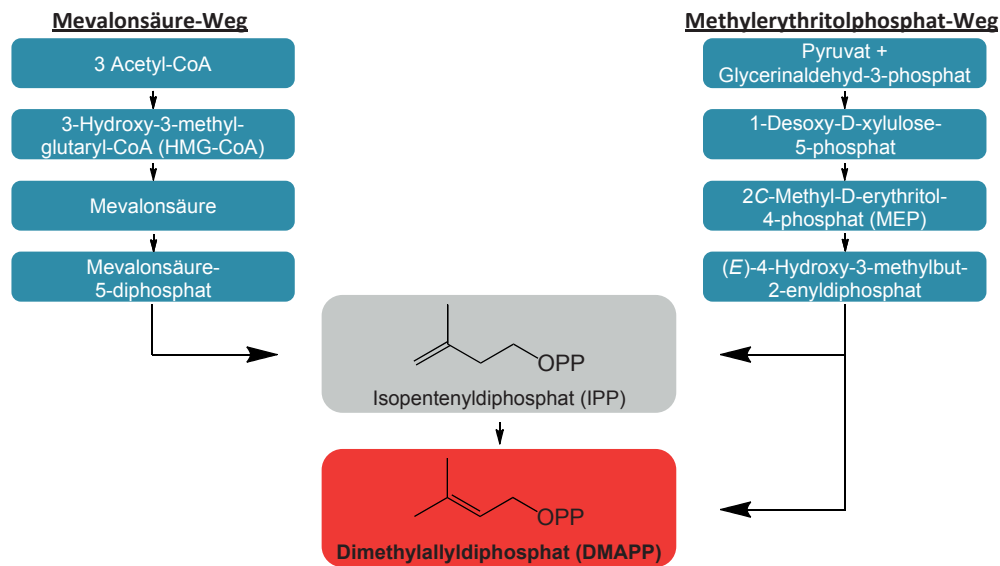 Mevalonsäure-Weg
3 Acetyl-CoA
3-Hydroxy-3-methyl-
glutaryl-CoA (HMG-CoA)
Mevalonsäure
Mevalonsäure-
5-diphosphat
Methylerythritolphosphat-Weg
Pyruvat +
Glycerinaldehyd-3-phosphat
1-Desoxy-D-xylulose-
5-phosphat
2C-Methyl-D-erythritol-
4-phosphat (MEP)
(E)-4-Hydroxy-3-methylbut-
2-enyldiphosphat
OPP
Isopentenyldiphosphat (IPP)
OPP
Dimethylallyldiphosphat (DMAPP)